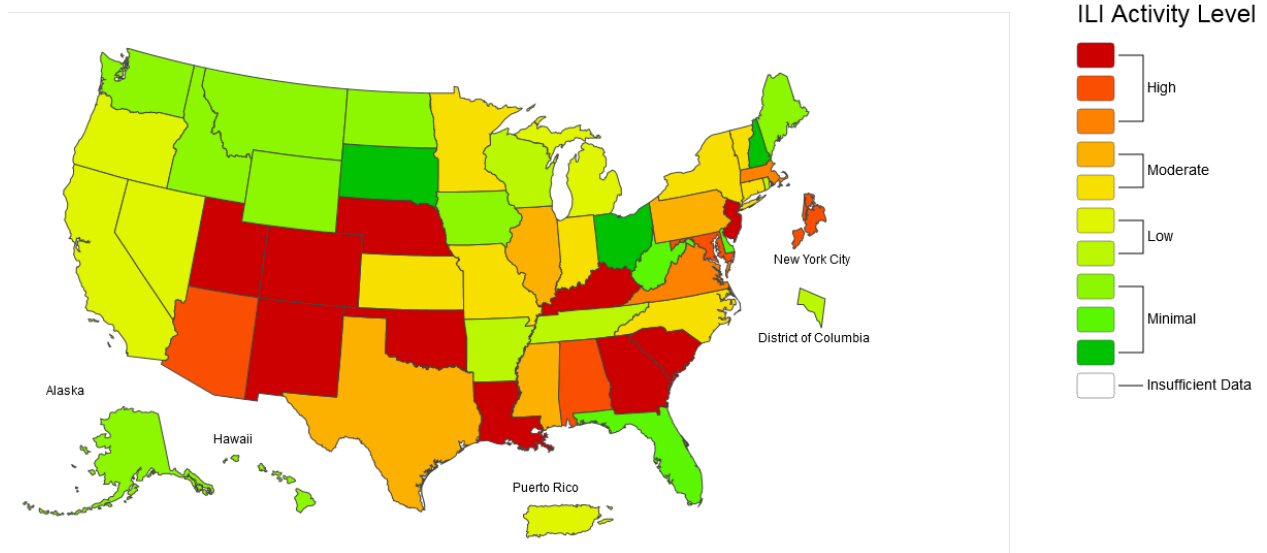 ILI Activity Level
High
Moderate
Low
Minimal
Insufficient Data
New York City
District of Columbia
Alaska
Hawaii
Puerto Rico